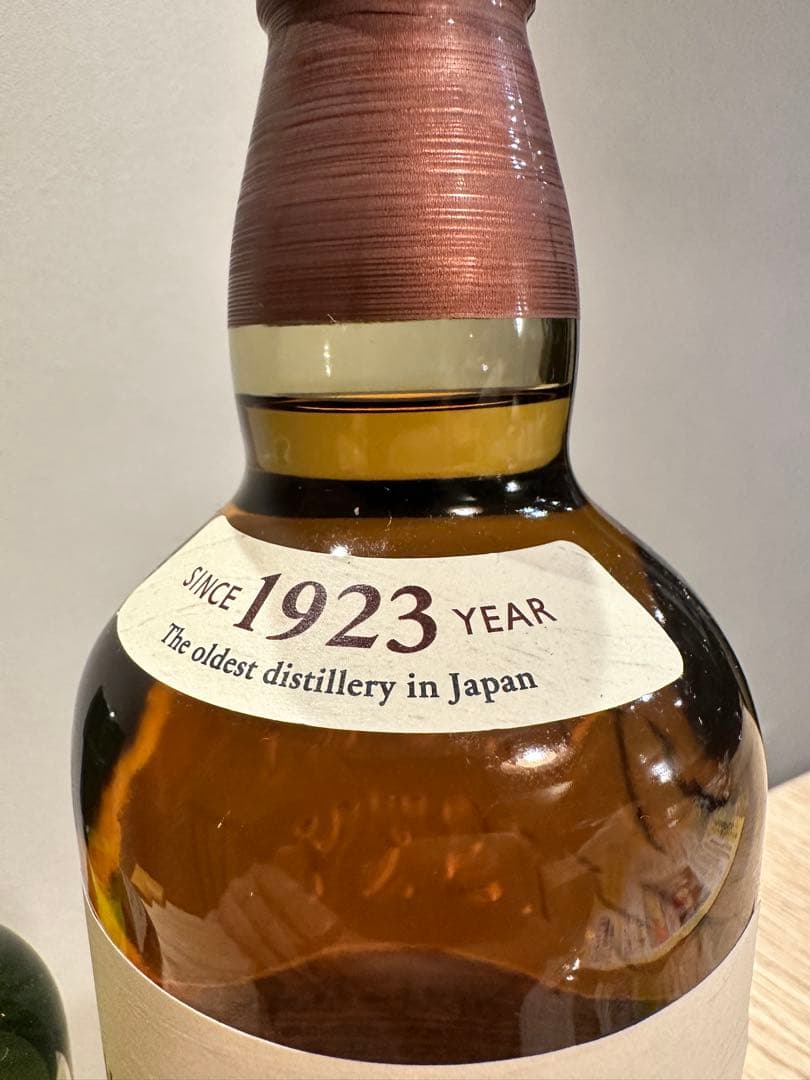 SINCE 1923 YEAR
The oldest distillery in Japan